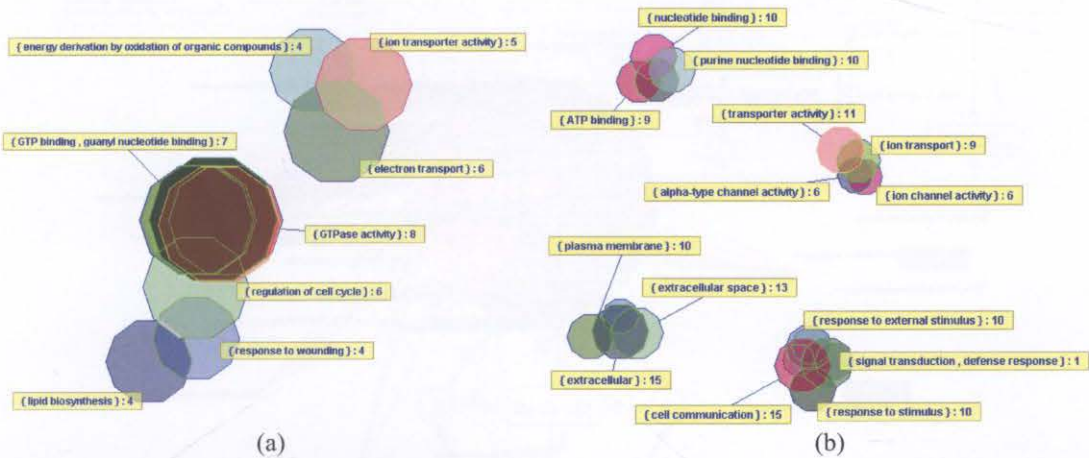 { energy derivation by oxidation of organic compounds } : 4
{ ion transporter activity } : 5
{ GTP binding , guanyl nucleotide binding } : 7
{ electron transport } : 6
{ GTPase activity } : 8
{ regulation of cell cycle } : 6
{ response to wounding } : 4
{ lipid biosynthesis } : 4
(a)
{ nucleotide binding } : 10
{ purine nucleotide binding } : 10
{ ATP binding } : 9
{ transporter activity } : 11
{ ion transport } : 9
{ alpha-type channel activity } : 6
{ ion channel activity } : 6
{ plasma membrane } : 10
{ extracellular space } : 13
{ extracellular } : 15
{ response to external stimulus } : 10
{ signal transduction , defense response } : 1
{ cell communication } : 15
{ response to stimulus } : 10
(b)